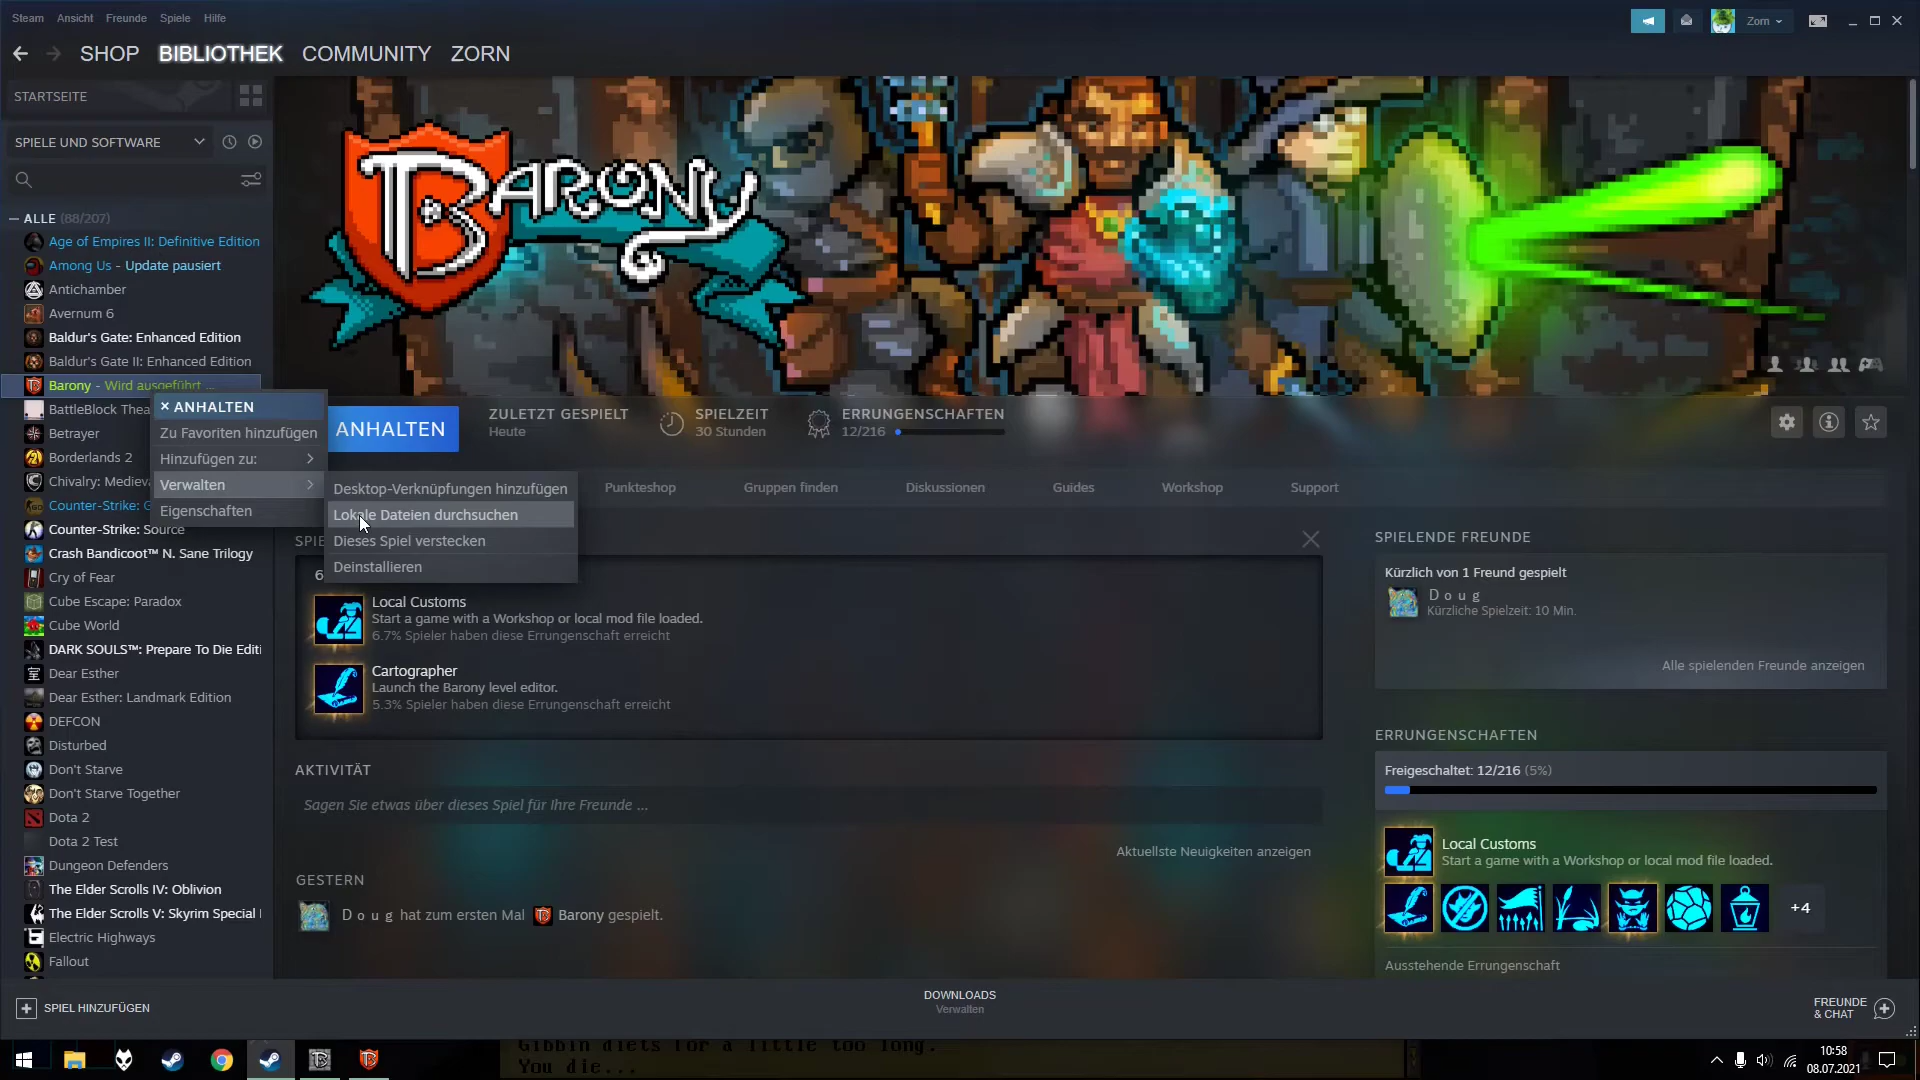 Steam Ansicht Freunde Spiele Hilfe
Zorn
SHOP BIBLIOTHEK COMMUNITY ZORN
STARTSEITE
SPIELE UND SOFTWARE
ALLE (88/207)
Age of Empires II: Definitive Edition
Among Us - Update pausiert
Antichamber
Avernum 6
Baldur's Gate: Enhanced Edition
Baldur's Gate II: Enhanced Edition
Barony - Wird ausgeführt ...
BattleBlock Thea
Betrayer
Borderlands 2
Chivalry: Medieva
Counter-Strike: G
Counter-Strike: Source
Crash Bandicoot™ N. Sane Trilogy
Cry of Fear
Cube Escape: Paradox
Cube World
DARK SOULS™: Prepare To Die Editi
Dear Esther
Dear Esther: Landmark Edition
DEFCON
Disturbed
Don't Starve
Don't Starve Together
Dota 2
Dota 2 Test
Dungeon Defenders
The Elder Scrolls IV: Oblivion
The Elder Scrolls V: Skyrim Special
Electric Highways
Fallout
SPIEL HINZUFÜGEN
× ANHALTEN
Zu Favoriten hinzufügen
Hinzufügen zu:
Verwalten
Eigenschaften
Desktop-Verknüpfungen hinzufügen
Lokale Dateien durchsuchen
Dieses Spiel verstecken
Deinstallieren
BARONY
ANHALTEN
ZULETZT GESPIELT
Heute
SPIELZEIT
30 Stunden
ERRUNGENSCHAFTEN
12/216
Punkteshop Gruppen finden Diskussionen Guides Workshop Support
SPIE
6
Local Customs
Start a game with a Workshop or local mod file loaded.
6.7% Spieler haben diese Errungenschaft erreicht
Cartographer
Launch the Barony level editor.
5.3% Spieler haben diese Errungenschaft erreicht
AKTIVITÄT
Sagen Sie etwas über dieses Spiel für Ihre Freunde ...
Aktuellste Neuigkeiten anzeigen
GESTERN
D o u g hat zum ersten Mal Barony gespielt.
SPIELENDE FREUNDE
Kürzlich von 1 Freund gespielt
D o u g
Kürzliche Spielzeit: 10 Min.
Alle spielenden Freunde anzeigen
ERRUNGENSCHAFTEN
Freigeschaltet: 12/216 (5%)
Local Customs
Start a game with a Workshop or local mod file loaded.
+4
Ausstehende Errungenschaft
DOWNLOADS
Verwalten
FREUNDE
& CHAT
Gibbin diets for a little too long.
You die...
10:58
08.07.2021